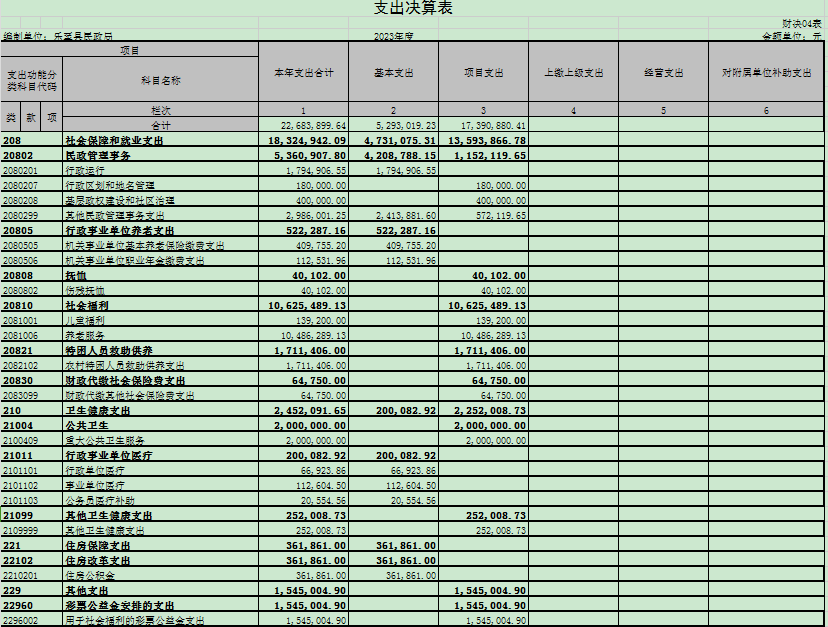 支出决算表
财决04表
编制单位：乐至县民政局 2023年度 金额单位：元
项目 本年支出合计 基本支出 项目支出 上缴上级支出 经营支出 对附属单位补助支出
支出功能分类科目代码 科目名称
类 款 项 栏次 1 2 3 4 5 6
合计 22,683,899.64 5,293,019.23 17,390,880.41
208 社会保障和就业支出 18,324,942.09 4,731,075.31 13,593,866.78
20802 民政管理事务 5,360,907.80 4,208,788.15 1,152,119.65
2080201 行政运行 1,794,906.55 1,794,906.55
2080207 行政区划和地名管理 180,000.00 180,000.00
2080208 基层政权建设和社区治理 400,000.00 400,000.00
2080299 其他民政管理事务支出 2,986,001.25 2,413,881.60 572,119.65
20805 行政事业单位养老支出 522,287.16 522,287.16
2080505 机关事业单位基本养老保险缴费支出 409,755.20 409,755.20
2080506 机关事业单位职业年金缴费支出 112,531.96 112,531.96
20808 抚恤 40,102.00 40,102.00
2080802 伤残抚恤 40,102.00 40,102.00
20810 社会福利 10,625,489.13 10,625,489.13
2081001 儿童福利 139,200.00 139,200.00
2081006 养老服务 10,486,289.13 10,486,289.13
20821 特困人员救助供养 1,711,406.00 1,711,406.00
2082102 农村特困人员救助供养支出 1,711,406.00 1,711,406.00
20830 财政代缴社会保险费支出 64,750.00 64,750.00
2083099 财政代缴其他社会保险费支出 64,750.00 64,750.00
210 卫生健康支出 2,452,091.65 200,082.92 2,252,008.73
21004 公共卫生 2,000,000.00 2,000,000.00
2100409 重大公共卫生服务 2,000,000.00 2,000,000.00
21011 行政事业单位医疗 200,082.92 200,082.92
2101101 行政单位医疗 66,923.86 66,923.86
2101102 事业单位医疗 112,604.50 112,604.50
2101103 公务员医疗补助 20,554.56 20,554.56
21099 其他卫生健康支出 252,008.73 252,008.73
2109999 其他卫生健康支出 252,008.73 252,008.73
221 住房保障支出 361,861.00 361,861.00
22102 住房改革支出 361,861.00 361,861.00
2210201 住房公积金 361,861.00 361,861.00
229 其他支出 1,545,004.90 1,545,004.90
22960 彩票公益金安排的支出 1,545,004.90 1,545,004.90
2296002 用于社会福利的彩票公益金支出 1,545,004.90 1,545,004.90